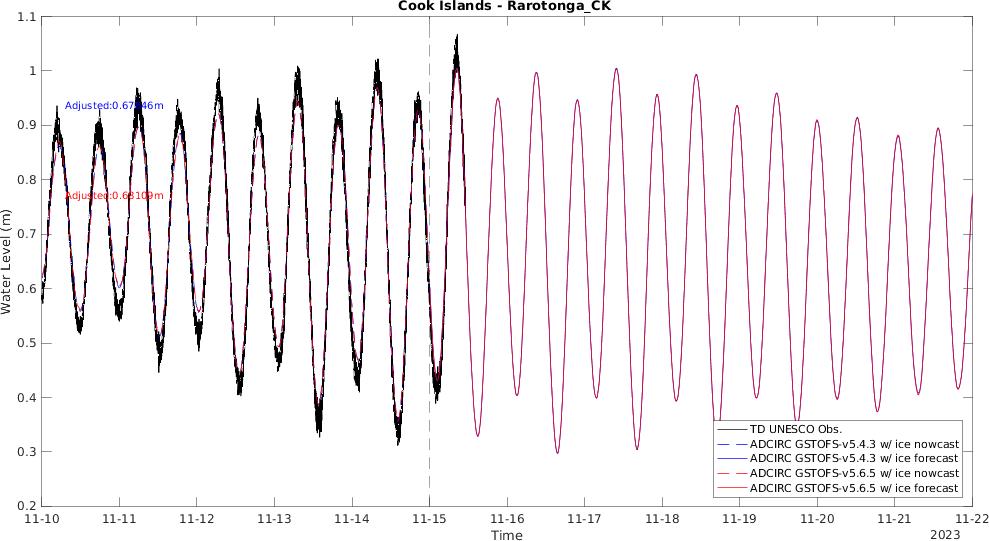 Cook Islands - Rarotonga_CK
1.1
1
0.9
0.8
0.7
0.6
0.5
0.4
0.3
0.2
Water Level (m)
Adjusted:0.63109m
11-10
11-11
11-12
11-13
11-14
11-15
11-16
11-17
11-18
11-19
11-20
11-21
11-22
Time
2023
TD UNESCO Obs.
ADCIRC GSTOFS-v5.4.3 w/ ice nowcast
ADCIRC GSTOFS-v5.4.3 w/ ice forecast
ADCIRC GSTOFS-v5.6.5 w/ ice nowcast
ADCIRC GSTOFS-v5.6.5 w/ ice forecast